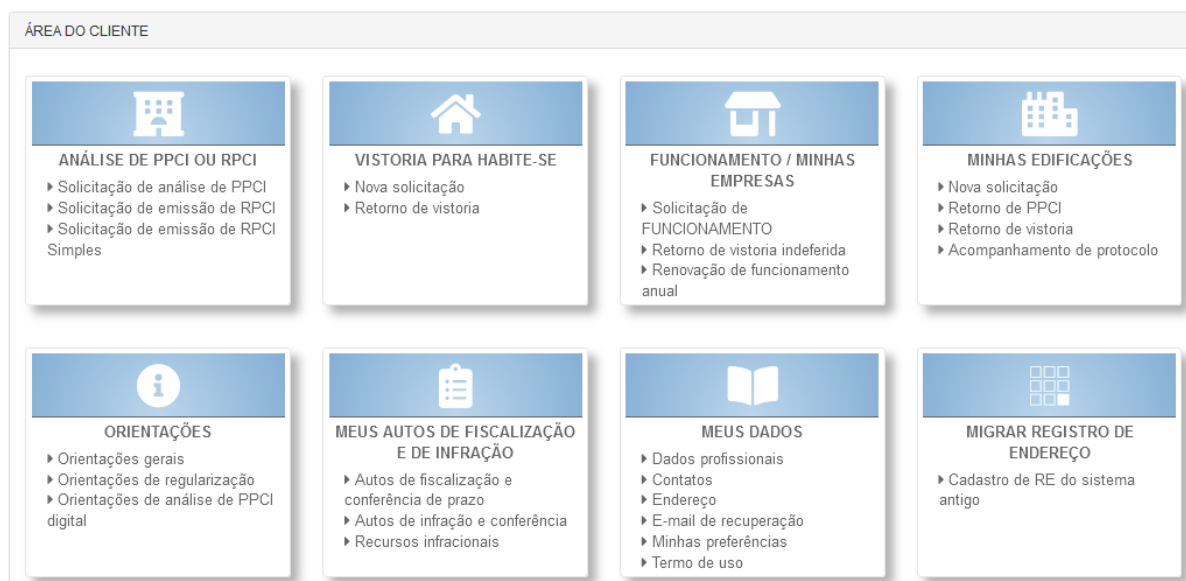 ÁREA DO CLIENTE
ANÁLISE DE PPCI OU RPCI
Solicitação de análise de PPCI
Solicitação de emissão de RPCI
Solicitação de emissão de RPCI
Simples
VISTORIA PARA HABITE-SE
Nova solicitação
Retorno de vistoria
FUNCIONAMENTO / MINHAS
EMPRESAS
Solicitação de
FUNCIONAMENTO
Retorno de vistoria indeferida
Renovação de funcionamento
anual
MINHAS EDIFICAÇÕES
Nova solicitação
Retorno de PPCI
Retorno de vistoria
Acompanhamento de protocolo
ORIENTAÇÕES
Orientações gerais
Orientações de regularização
Orientações de análise de PPCI
digital
MEUS AUTOS DE FISCALIZAÇÃO
E DE INFRAÇÃO
Autos de fiscalização e
conferência de prazo
Autos de infração e conferência
Recursos infracionais
MEUS DADOS
Dados profissionais
Contatos
Endereço
E-mail de recuperação
Minhas preferências
Termo de uso
MIGRAR REGISTRO DE
ENDEREÇO
Cadastro de RE do sistema
antigo